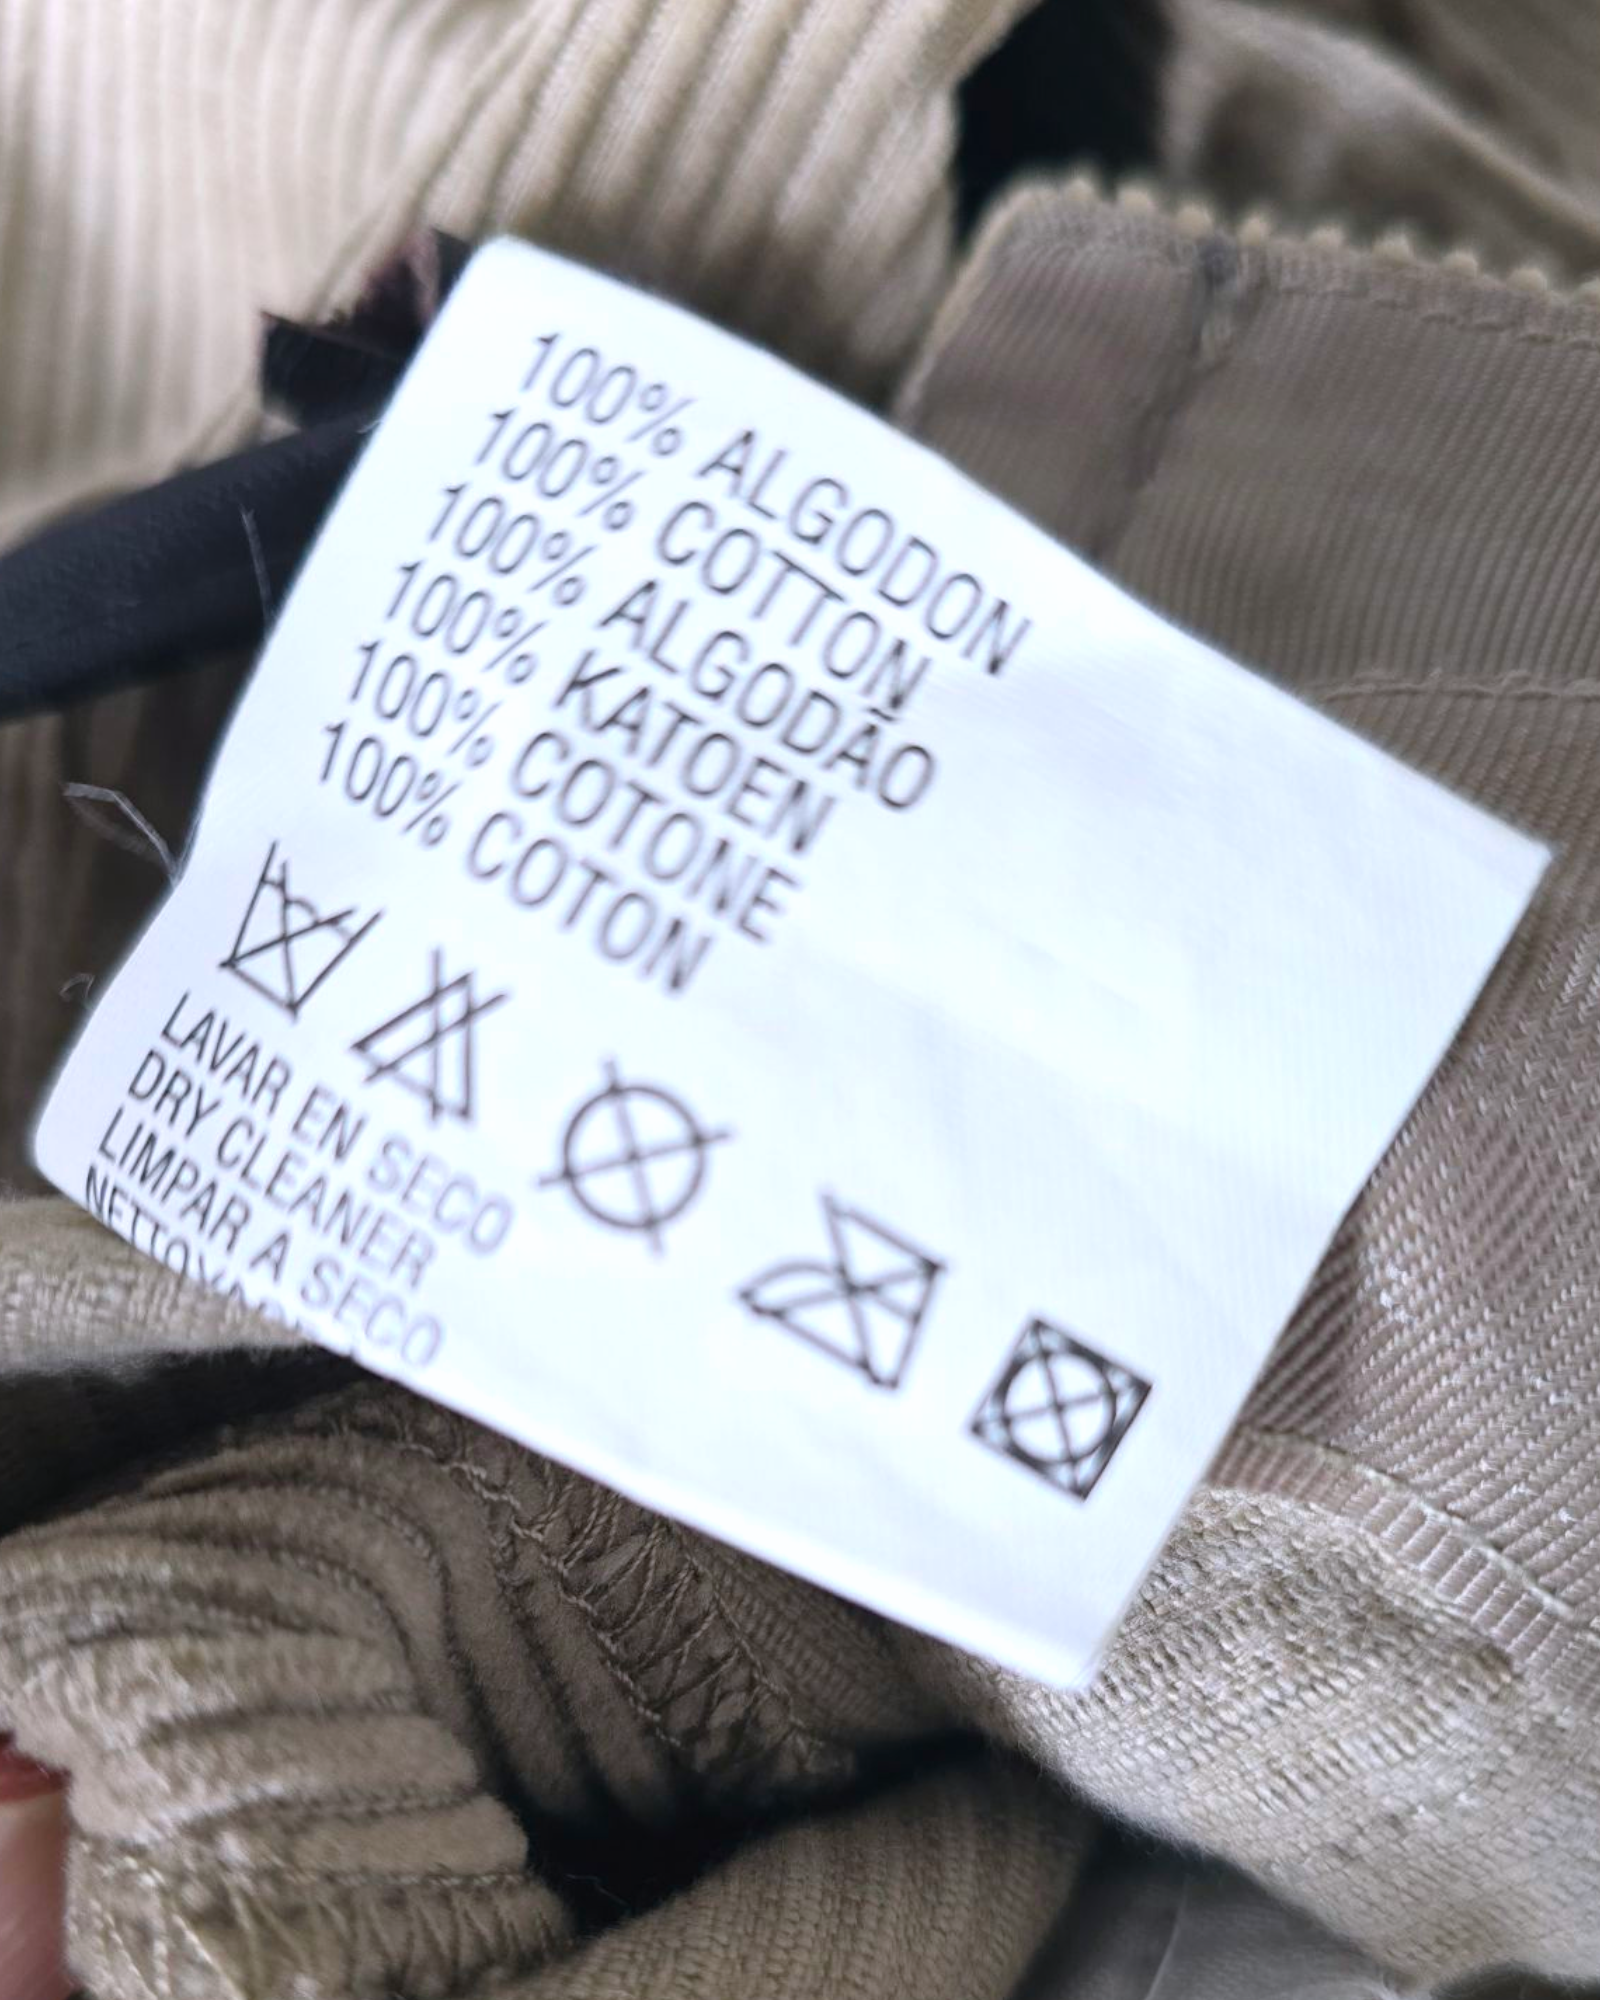 100% ALGODON
100% COTTON
100% ALGODÃO
100% KATOEN
100% COTONE
100% COTON
LAVAR EN SECO
DRY CLEANER
LIMPAR A SECO